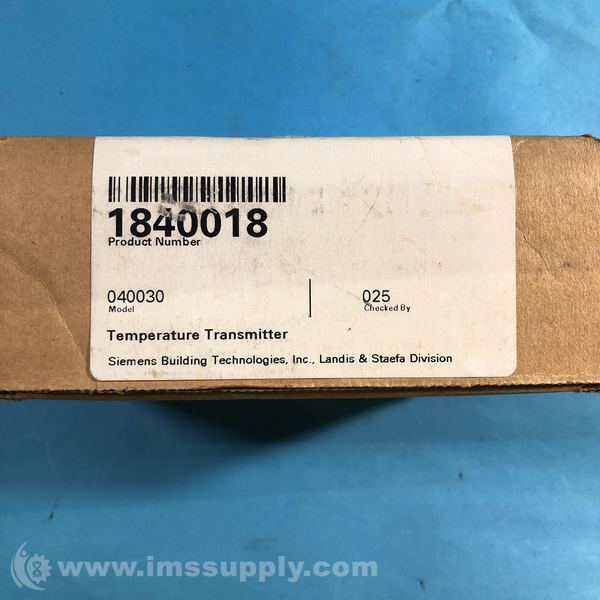 1840018
Product Number
040030
025
Model
Checked By
Temperature Transmitter
Siemens Building Technologies, Inc., Landis & Staefa Division
www.imssupply.com